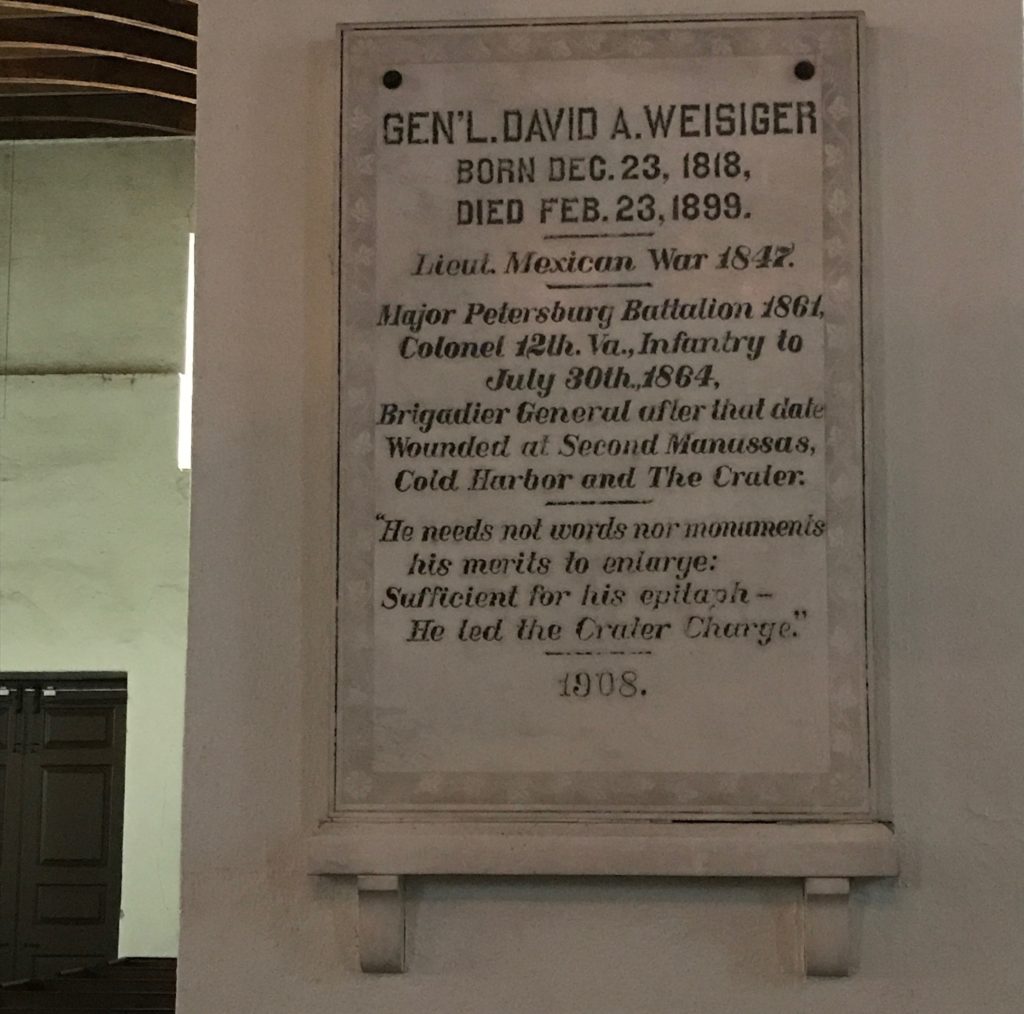 GEN'L. DAVID A. WEISIGER
BORN DEC. 23, 1818,
DIED FEB. 23, 1899.
Lieut. Mexican War 1847.
Major Petersburg Battalion 1861,
Colonel 12th. Va., Infantry to
July 30th., 1864,
Brigadier General after that date
Wounded at Second Manassas,
Cold Harbor and The Crater.
"He needs not words nor monuments
his merits to enlarge:
Sufficient for his epitaph –
He led the Crater Charge."
1908.